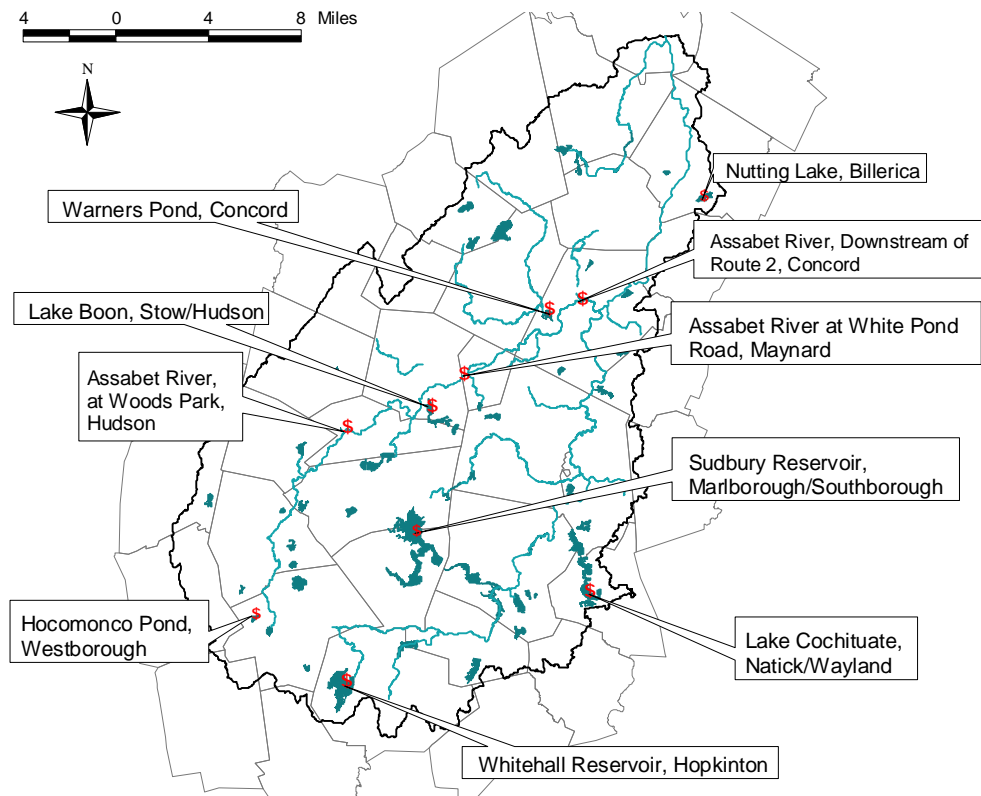 4 0 4 8 Miles
N
Nutting Lake, Billerica
Warners Pond, Concord
Assabet River, Downstream of
Route 2, Concord
Lake Boon, Stow/Hudson
Assabet River at White Pond
Road, Maynard
Assabet River,
at Woods Park,
Hudson
Sudbury Reservoir,
Marlborough/Southborough
Hocomonco Pond,
Westborough
Lake Cochituate,
Natick/Wayland
Whitehall Reservoir, Hopkinton
$
$
$
$
$
$
$
$
$
$